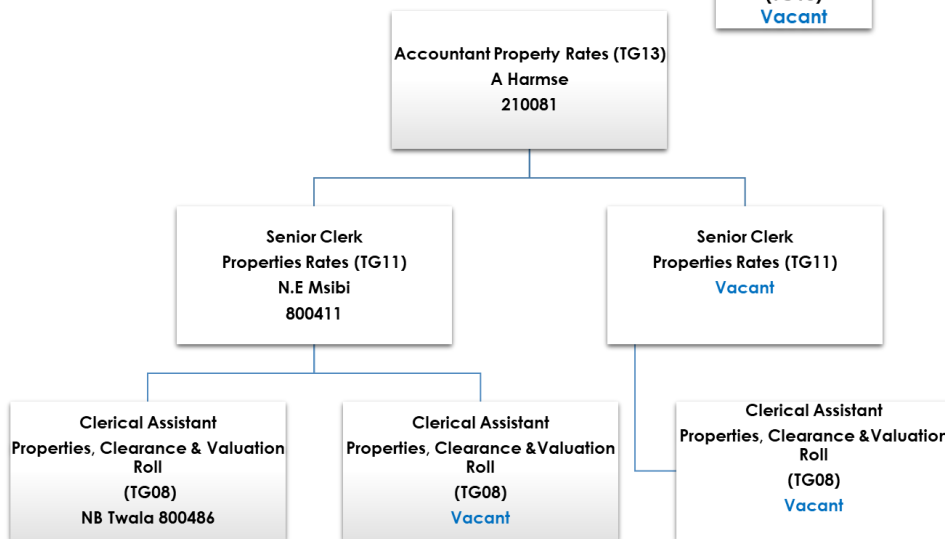 Vacant
Accountant Property Rates (TG13)
A Harmse
210081
Senior Clerk
Properties Rates (TG11)
N.E Msibi
800411
Senior Clerk
Properties Rates (TG11)
Vacant
Clerical Assistant
Properties, Clearance & Valuation
Roll
(TG08)
NB Twala 800486
Clerical Assistant
Properties, Clearance &Valuation
Roll
(TG08)
Vacant
Clerical Assistant
Properties, Clearance &Valuation
Roll
(TG08)
Vacant